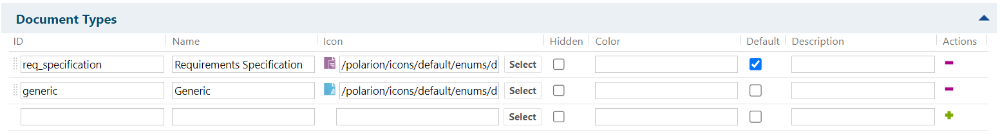 Document Types
ID Name Icon Hidden Color Default Description Actions
req_specification Requirements Specification /polarion/icons/default/enums/d Select
generic Generic /polarion/icons/default/enums/d Select
Select